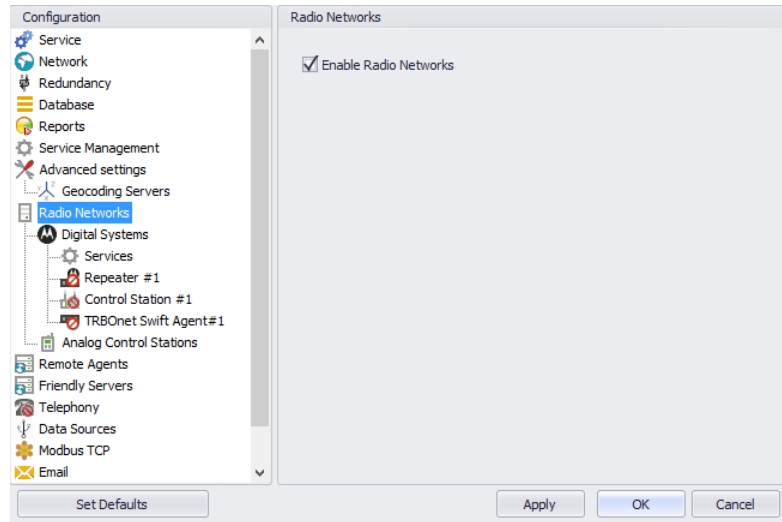 Configuration
Service
Network
Redundancy
Database
Reports
Service Management
Advanced settings
Geocoding Servers
Radio Networks
Digital Systems
Services
Repeater #1
Control Station #1
TRBOnet Swift Agent#1
Analog Control Stations
Remote Agents
Friendly Servers
Telephony
Data Sources
Modbus TCP
Email
Set Defaults
Radio Networks
Enable Radio Networks
Apply
OK
Cancel